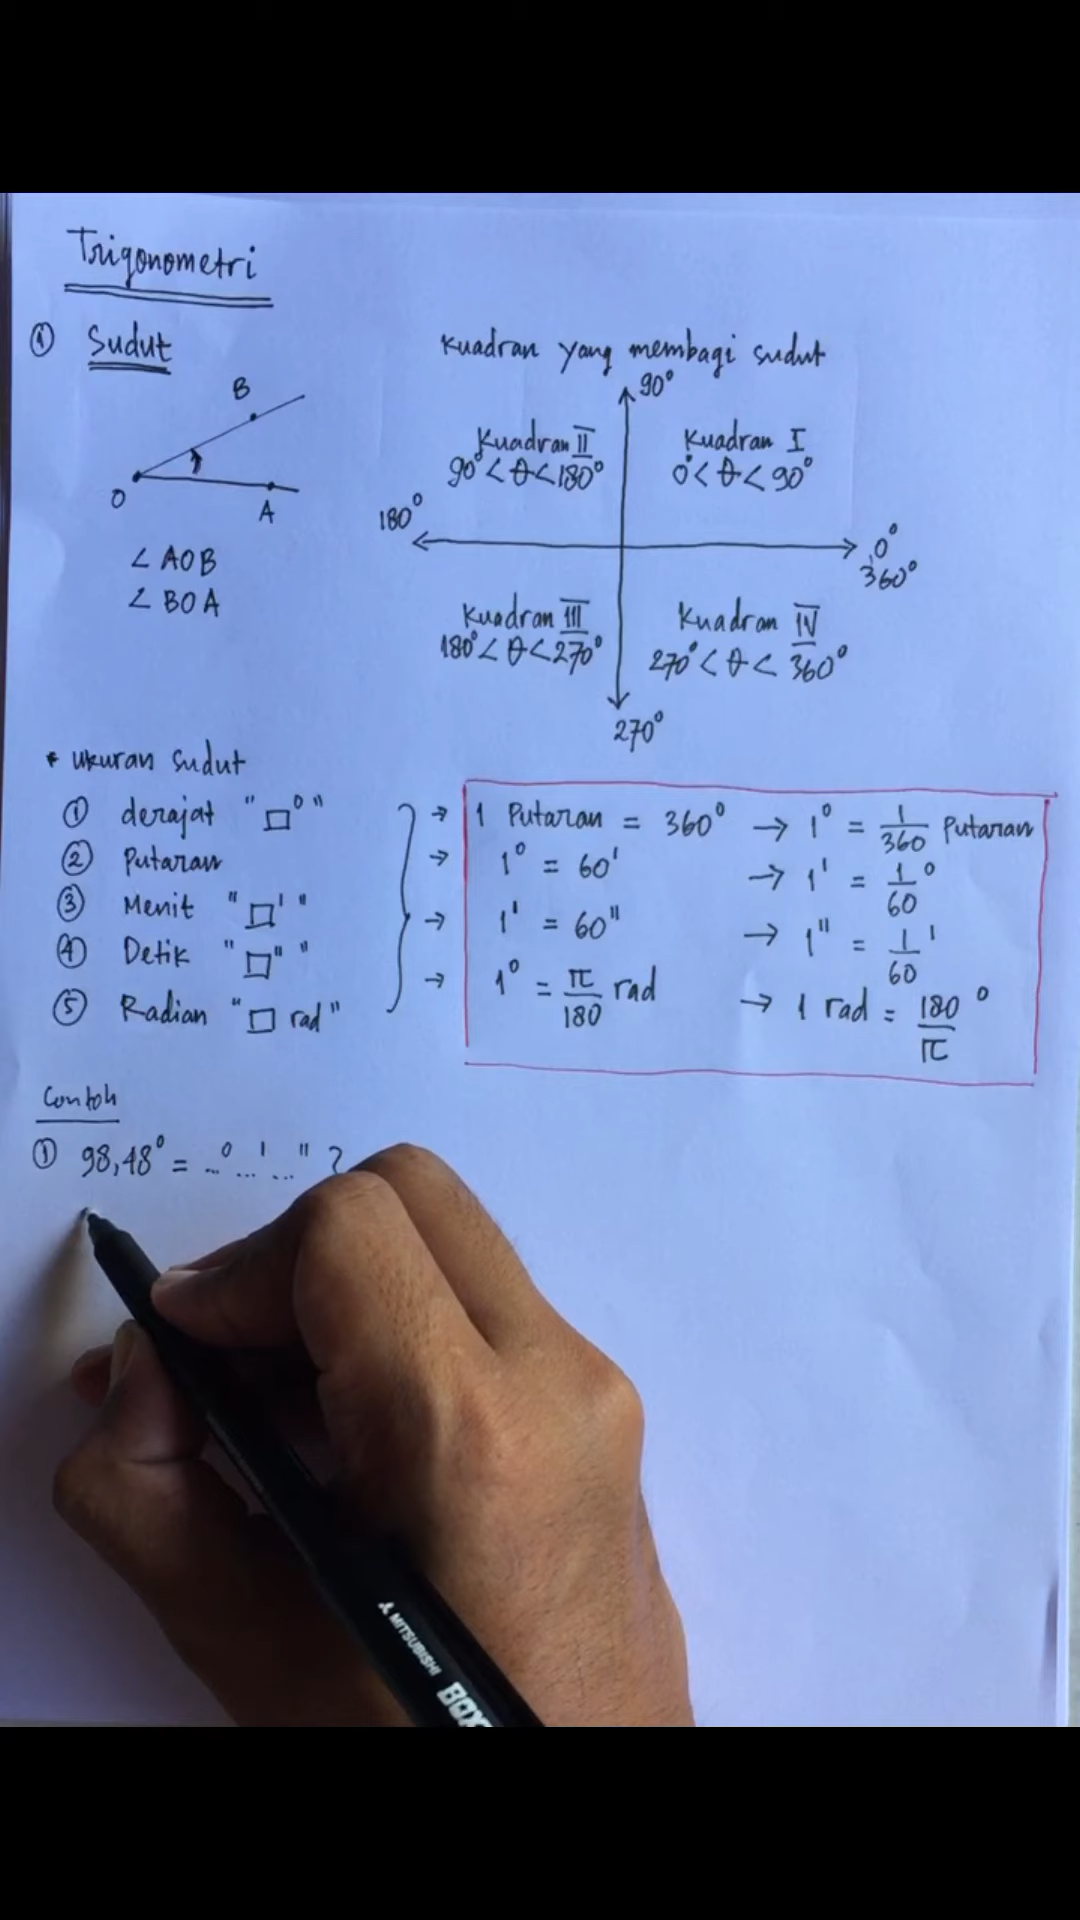 Trigonometri
① Sudut
B
O
A
∠ AOB
∠ BOA
Kuadran yang membagi sudut
90°
Kuadran II
90° < θ < 180°
Kuadran I
0° < θ < 90°
180°
0°
360°
Kuadran III
180° < θ < 270°
Kuadran IV
270° < θ < 360°
270°
* ukuran sudut
① derajat "□°"
② Putaran
③ Menit "□'"
④ Detik "□""
⑤ Radian "□ rad"
→ 1 Putaran = 360° → 1° = 1/360 Putaran
→ 1° = 60' → 1' = 1/60°
→ 1' = 60" → 1" = 1/60'
→ 1° = π/180 rad → 1 rad = 180/π °
Contoh
① 98,48° = ...° ...' ..." ?
MITSUBISHI